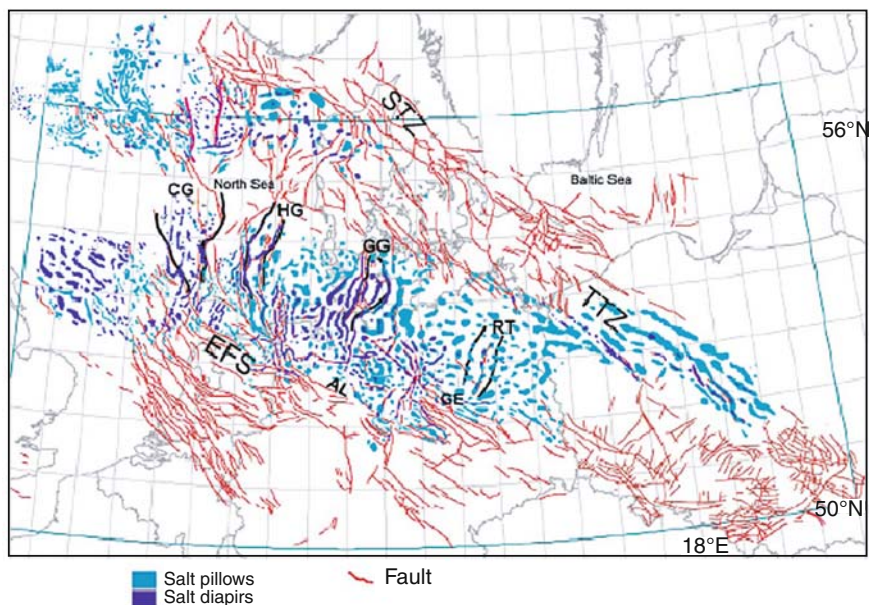 STZ
56°N
CG
North Sea
Baltic Sea
HG
GG
TTZ
RT
EFS
AL
GE
50°N
18°E
Salt pillows
Fault
Salt diapirs